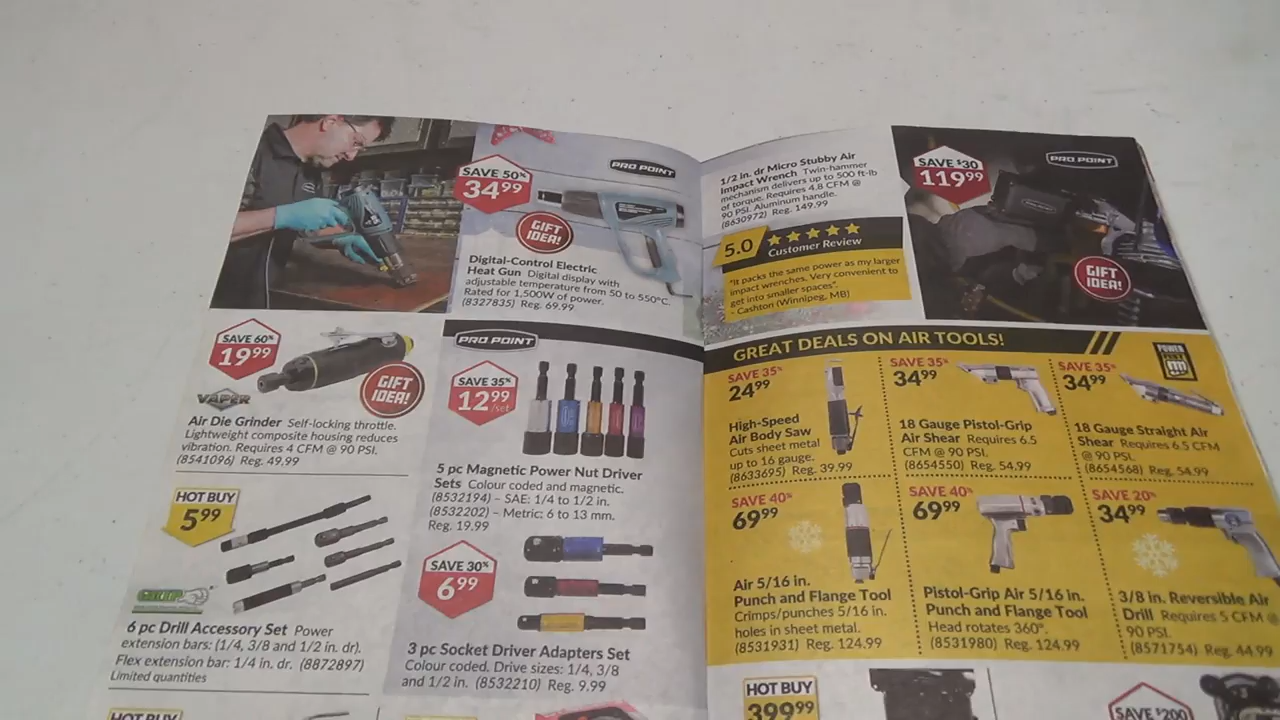 SAVE 50%
34.99
PRO POINT
GIFT
IDEA!
Digital-Control Electric
Heat Gun Digital display with
adjustable temperature from 50 to 550°C.
Rated for 1,500W of power.
(8327835) Reg. 69.99
SAVE 60%
19.99
GIFT
IDEA!
VAPER
Air Die Grinder Self-locking throttle.
Lightweight composite housing reduces
vibration. Requires 4 CFM @ 90 PSI.
(8541096) Reg. 49.99
HOT BUY
5.99
6 pc Drill Accessory Set Power
extension bars: (1/4, 3/8 and 1/2 in. dr).
Flex extension bar: 1/4 in. dr. (8872897)
Limited quantities
HOT BUY
PRO POINT
SAVE 35%
12.99
/set
5 pc Magnetic Power Nut Driver
Sets Colour coded and magnetic.
(8532194) – SAE: 1/4 to 1/2 in.
(8532202) – Metric: 6 to 13 mm.
Reg. 19.99
SAVE 30%
6.99
3 pc Socket Driver Adapters Set
Colour coded. Drive sizes: 1/4, 3/8
and 1/2 in. (8532210) Reg. 9.99
1/2 in. dr Micro Stubby Air
Impact Wrench Twin-hammer
mechanism delivers up to 500 ft-lb
of torque. Requires 4.8 CFM @
90 PSI. Aluminum handle.
(8630972) Reg. 149.99
5.0
Customer Review
"It packs the same power as my larger
impact wrenches. Very convenient to
get into smaller spaces".
- Cashton (Winnipeg, MB)
SAVE $30
119.99
PRO POINT
GIFT
IDEA!
GREAT DEALS ON AIR TOOLS!
POWER
FIST
SAVE 35%
24.99
High-Speed
Air Body Saw
Cuts sheet metal
up to 16 gauge.
(8633695) Reg. 39.99
SAVE 35%
34.99
18 Gauge Pistol-Grip
Air Shear Requires 6.5
CFM @ 90 PSI.
(8654550) Reg. 54.99
SAVE 35%
34.99
18 Gauge Straight Air
Shear Requires 6.5 CFM
@ 90 PSI.
(8654568) Reg. 54.99
SAVE 40%
69.99
Air 5/16 in.
Punch and Flange Tool
Crimps/punches 5/16 in.
holes in sheet metal.
(8531931) Reg. 124.99
SAVE 40%
69.99
Pistol-Grip Air 5/16 in.
Punch and Flange Tool
Head rotates 360°.
(8531980) Reg. 124.99
SAVE 20%
34.99
3/8 in. Reversible Air
Drill Requires 5 CFM @
90 PSI.
(8571754) Reg. 44.99
HOT BUY
399.99
SAVE $200